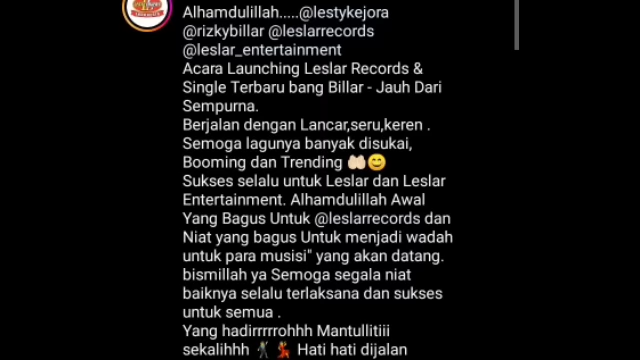 Alhamdulillah.....@lestykejora
@rizkybillar @leslarrecords
@leslar_entertainment
Acara Launching Leslar Records &
Single Terbaru bang Billar - Jauh Dari
Sempurna.
Berjalan dengan Lancar,seru,keren .
Semoga lagunya banyak disukai,
Booming dan Trending 🤲🏻😊
Sukses selalu untuk Leslar dan Leslar
Entertainment. Alhamdulillah Awal
Yang Bagus Untuk @leslarrecords dan
Niat yang bagus Untuk menjadi wadah
untuk para musisi" yang akan datang.
bismillah ya Semoga segala niat
baiknya selalu terlaksana dan sukses
untuk semua .
Yang hadirrrrrohhh Mantullitiii
sekalihhh 🕺💃 Hati hati dijalan